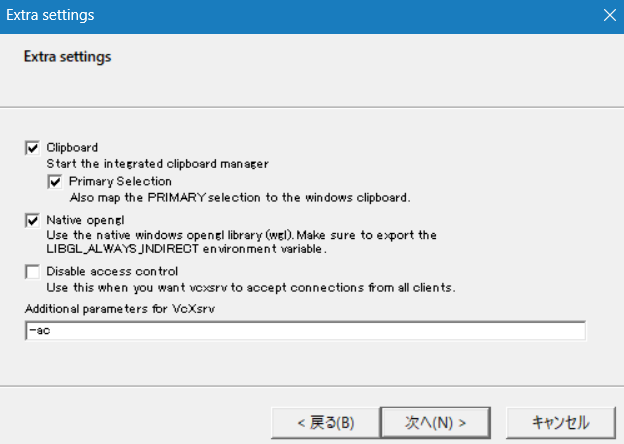 Extra settings
Extra settings
Clipboard
Start the integrated clipboard manager
Primary Selection
Also map the PRIMARY selection to the windows clipboard.
Native opengl
Use the native windows opengl library (wgl). Make sure to export the
LIBGL_ALWAYS_INDIRECT environment variable.
Disable access control
Use this when you want vcxsrv to accept connections from all clients.
Additional parameters for VcXsrv
-ac
< 戻る(B) 次へ(N) > キャンセル